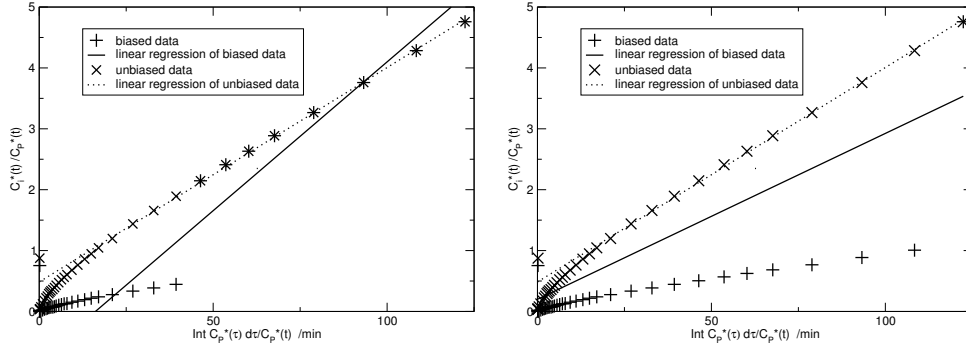 5
4
3
2
1
0
C_i*(t) /C_P*(t)
biased data
linear regression of biased data
unbiased data
linear regression of unbiased data
0
50
100
Int C_P*(τ) dτ/C_P*(t) /min
5
4
3
2
1
0
C_i*(t) /C_P*(t)
biased data
linear regression of biased data
unbiased data
linear regression of unbiased data
0
50
100
Int C_P*(τ) dτ/C_P*(t) /min